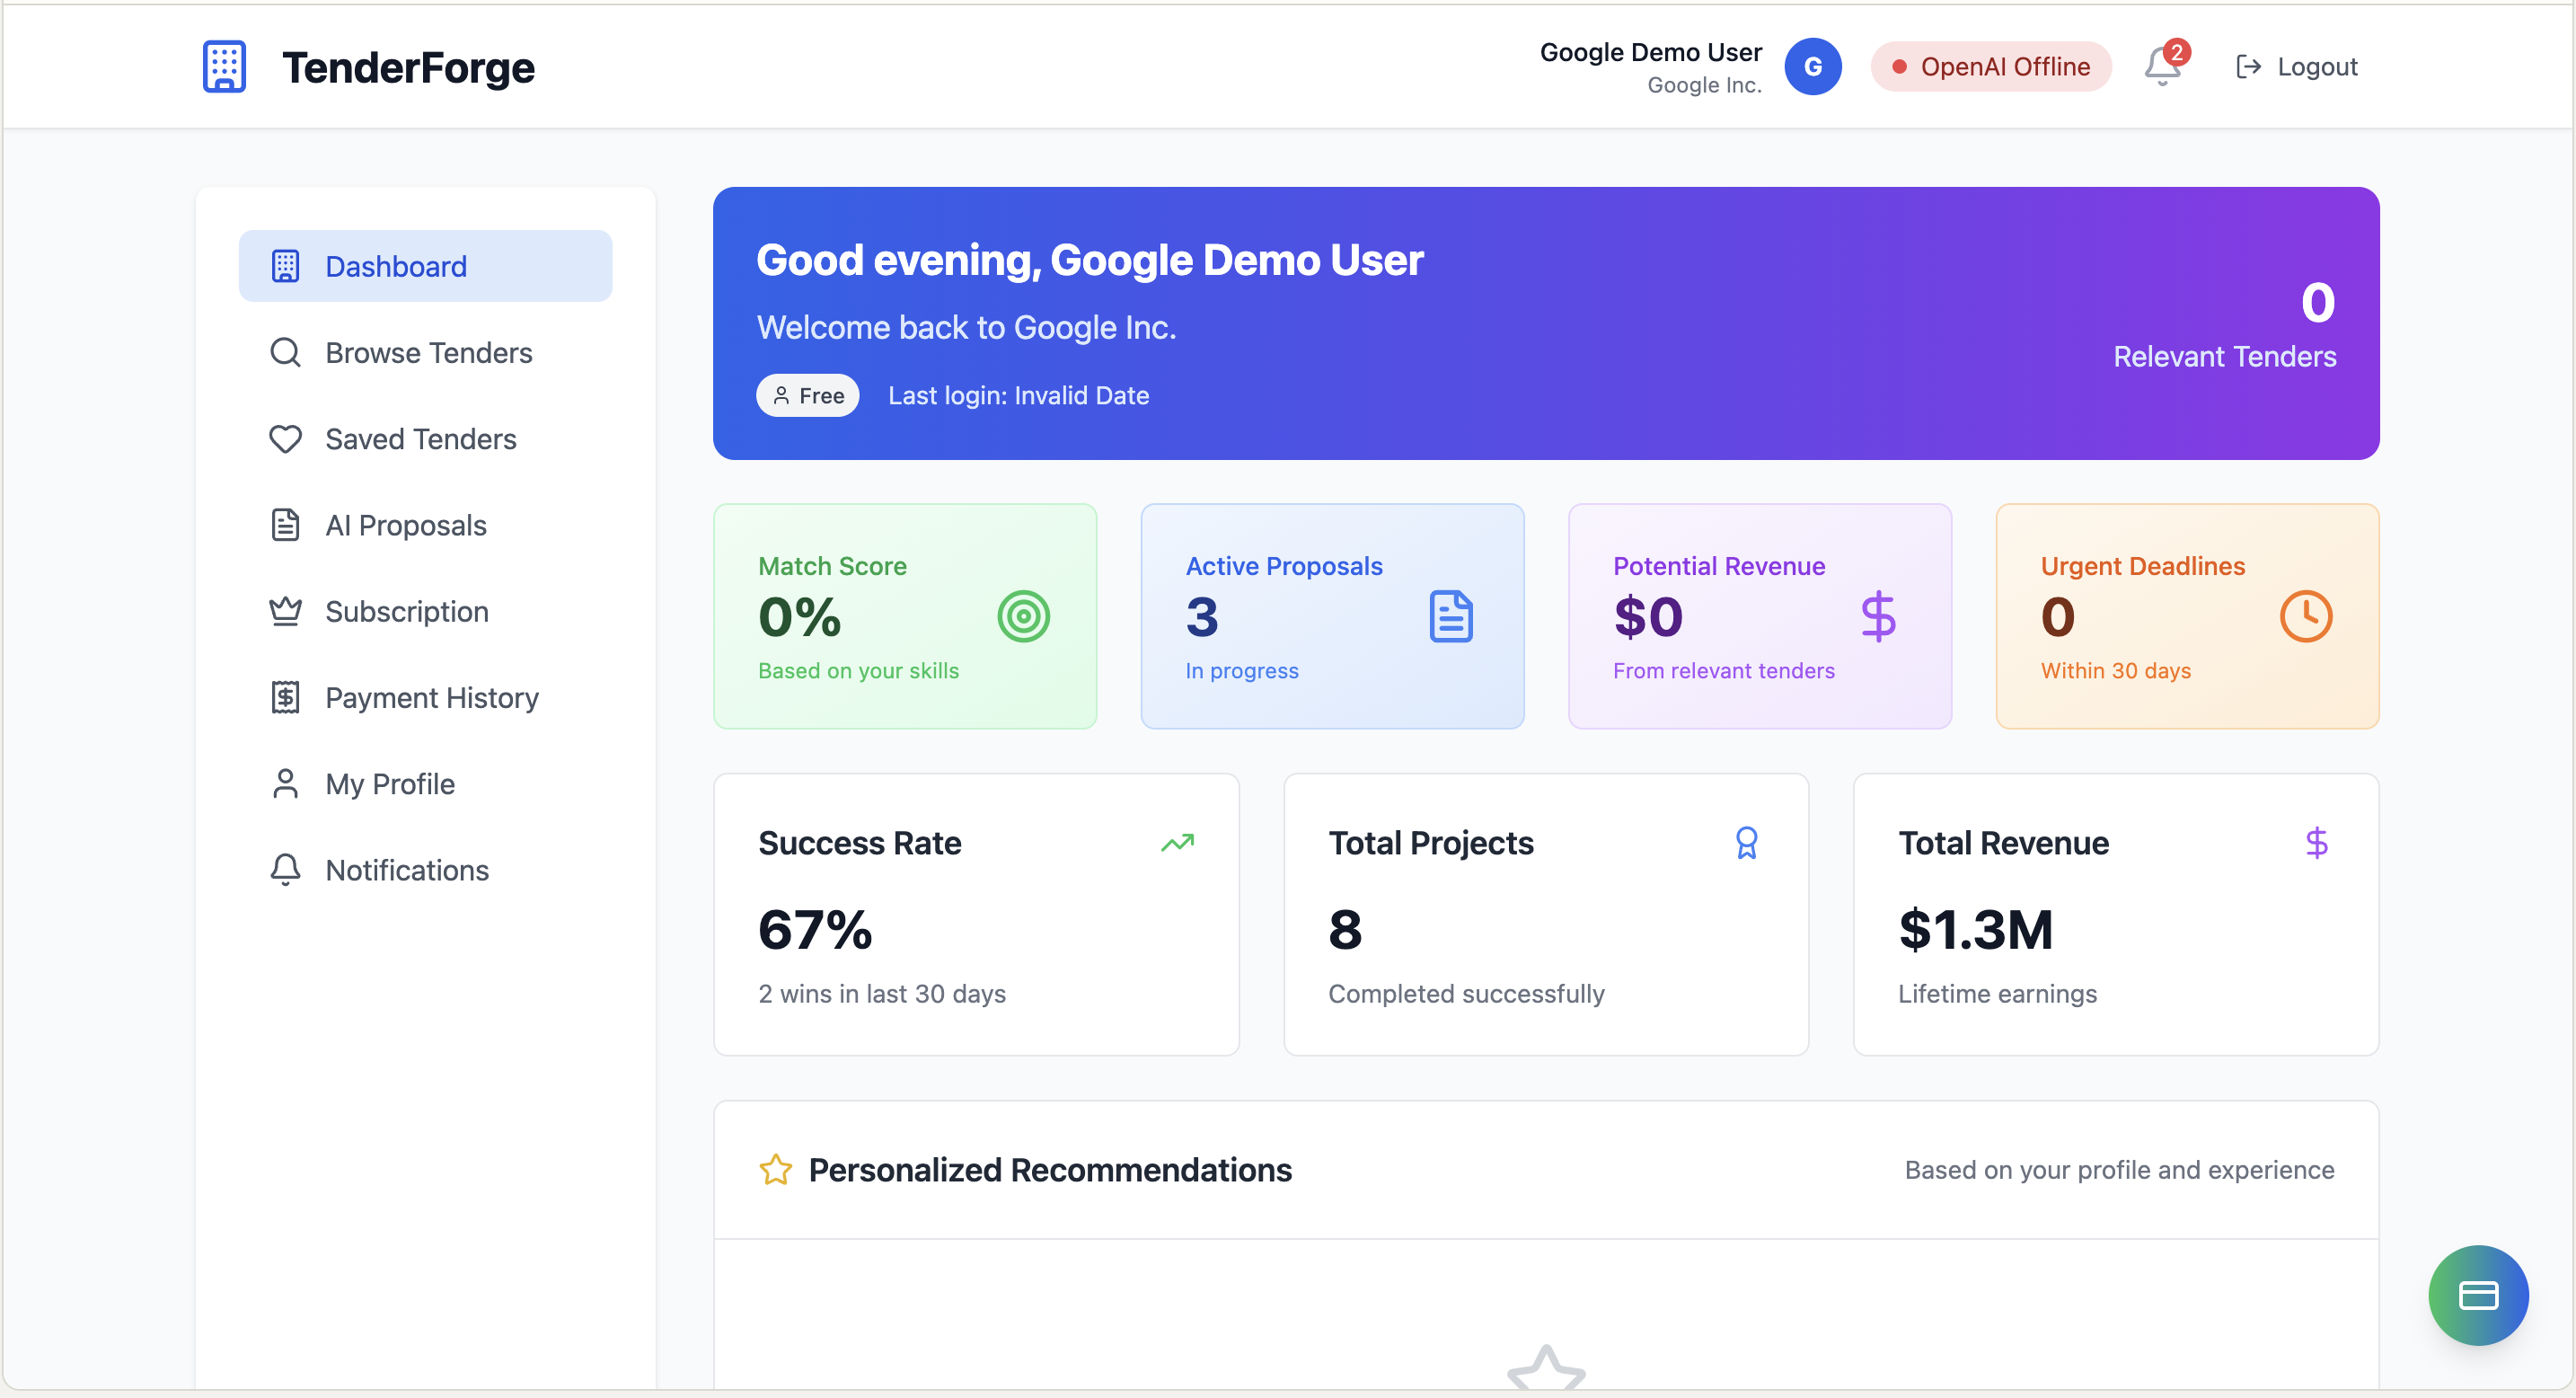 TenderForge
Google Demo User
Google Inc.
G
OpenAI Offline
2
Logout
Dashboard
Browse Tenders
Saved Tenders
AI Proposals
Subscription
Payment History
My Profile
Notifications
Good evening, Google Demo User
Welcome back to Google Inc.
Free
Last login: Invalid Date
0
Relevant Tenders
Match Score
0%
Based on your skills
Active Proposals
3
In progress
Potential Revenue
$0
From relevant tenders
Urgent Deadlines
0
Within 30 days
Success Rate
67%
2 wins in last 30 days
Total Projects
8
Completed successfully
Total Revenue
$1.3M
Lifetime earnings
Personalized Recommendations
Based on your profile and experience